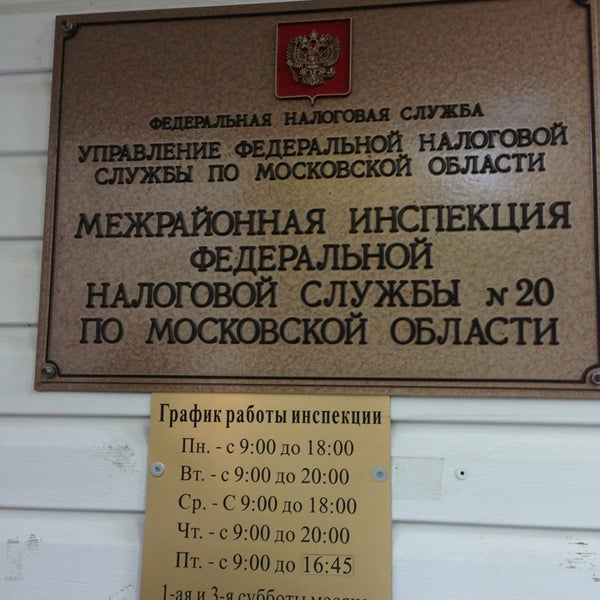 ФЕДЕРАЛЬНАЯ НАЛОГОВАЯ СЛУЖБА
УПРАВЛЕНИЕ ФЕДЕРАЛЬНОЙ НАЛОГОВОЙ
СЛУЖБЫ ПО МОСКОВСКОЙ ОБЛАСТИ
МЕЖРАЙОННАЯ ИНСПЕКЦИЯ
ФЕДЕРАЛЬНОЙ
НАЛОГОВОЙ СЛУЖБЫ N 20
ПО МОСКОВСКОЙ ОБЛАСТИ
График работы инспекции
Пн. - с 9:00 до 18:00
Вт. - с 9:00 до 20:00
Ср. - С 9:00 до 18:00
Чт. - с 9:00 до 20:00
Пт. - с 9:00 до 16:45
1-ая и 3-я субботы месяца